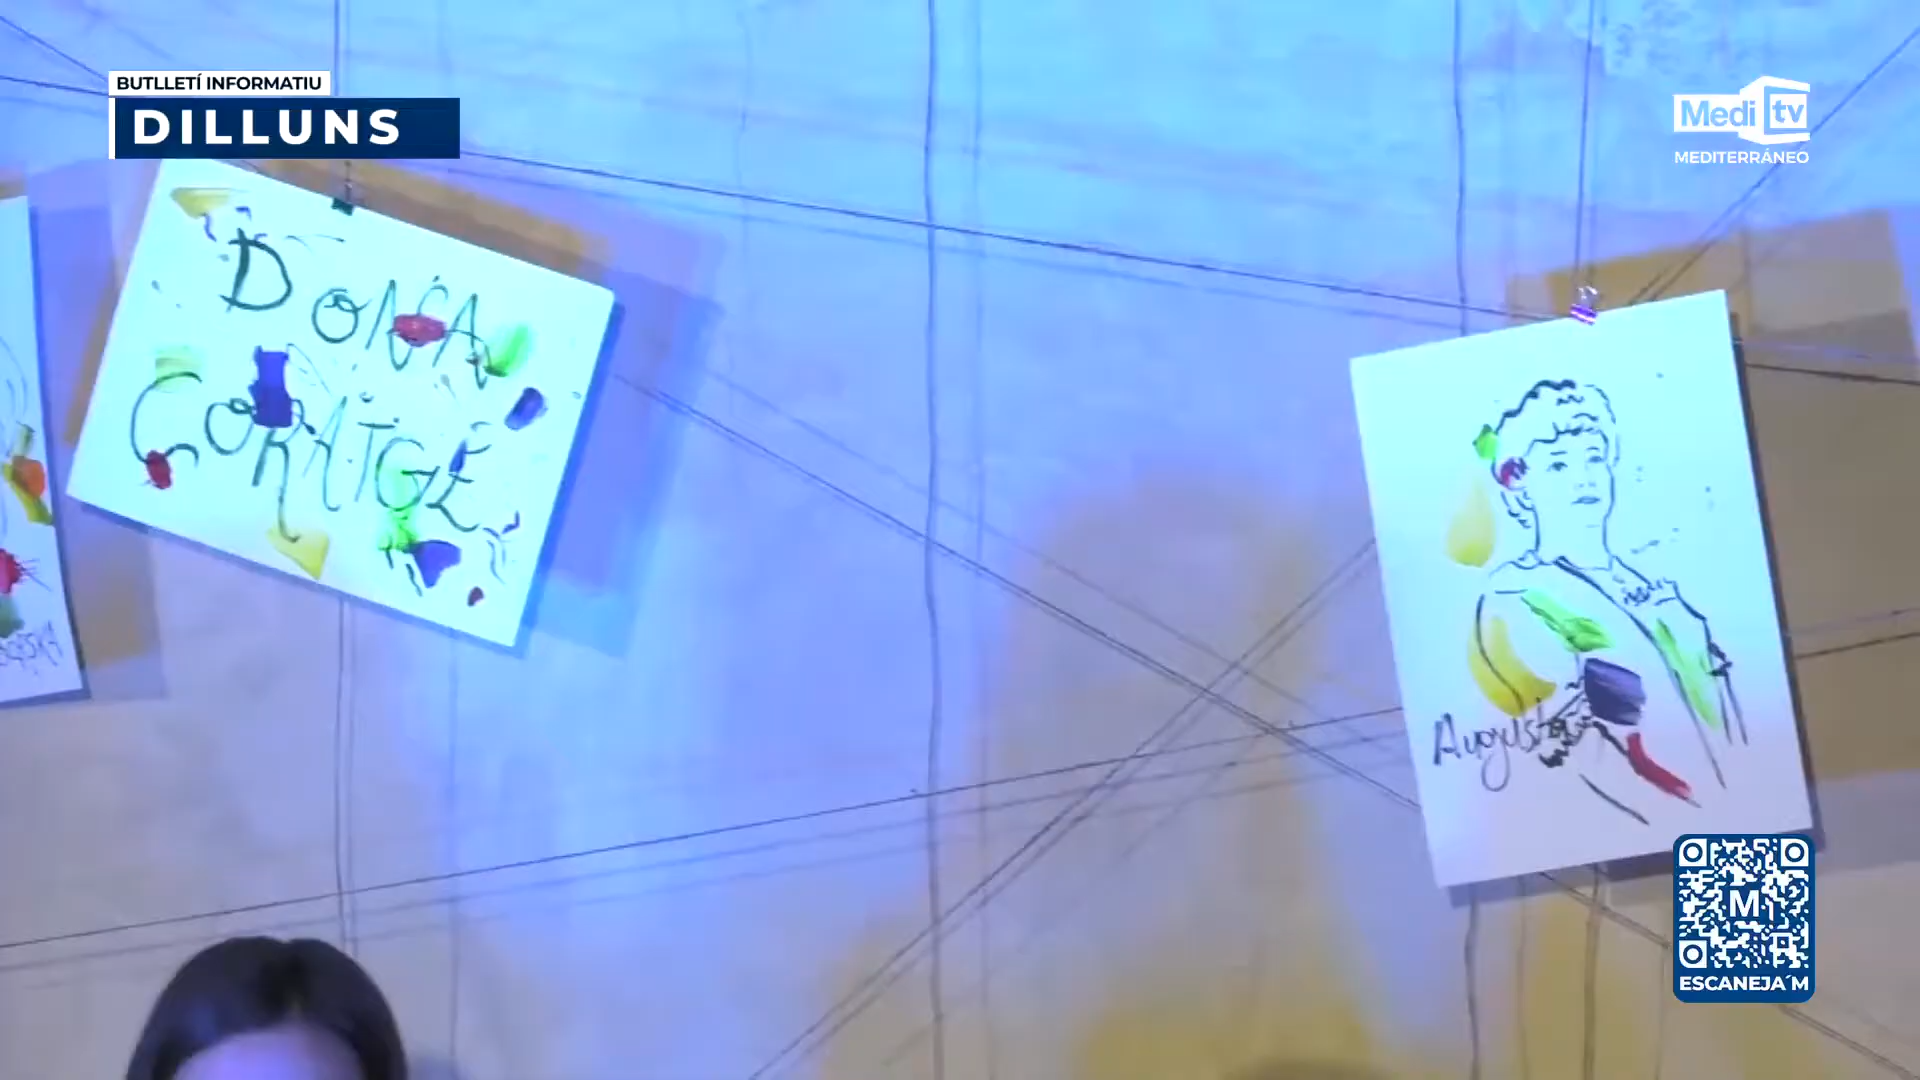 BUTLLETÍ INFORMATIU
DILLUNS
Medi tv
MEDITERRÁNEO
DONA
CORATGE
M
ESCANEJA´M